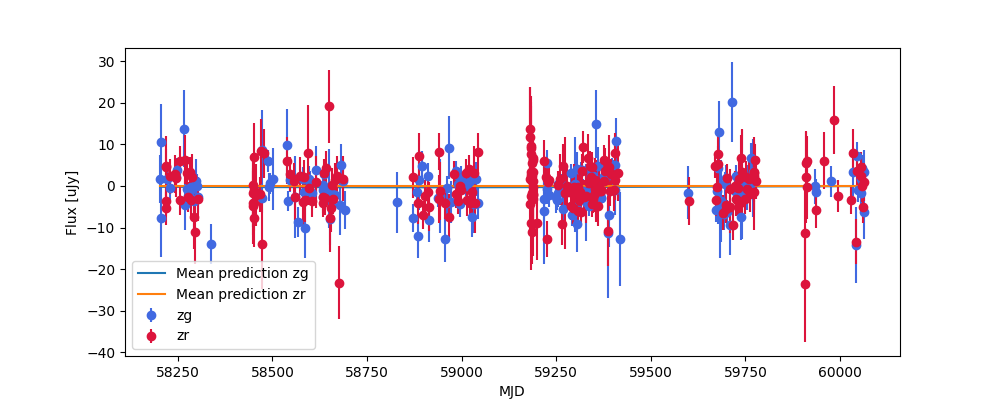 30
20
10
0
−10
−20
−30
−40
Flux [uJy]
Mean prediction zg
Mean prediction zr
zg
zr
58250 58500 58750 59000 59250 59500 59750 60000
MJD